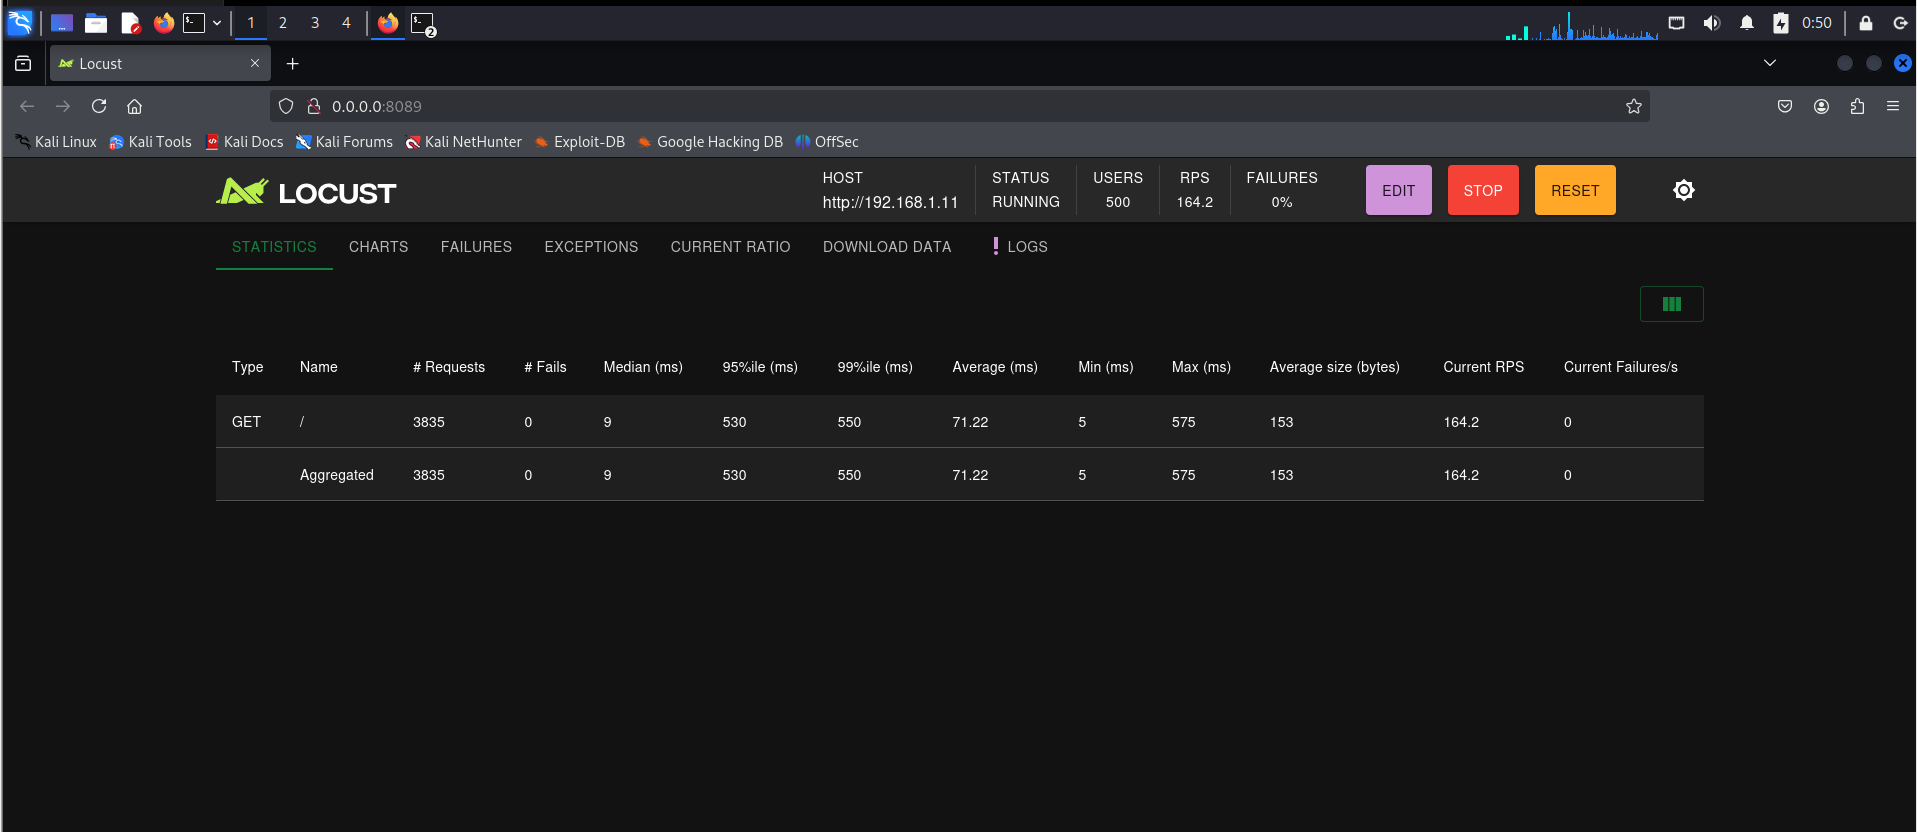 1 2 3 4 2 0:50
Locust
0.0.0.0:8089
Kali Linux Kali Tools Kali Docs Kali Forums Kali NetHunter Exploit-DB Google Hacking DB OffSec
LOCUST
HOST STATUS USERS RPS FAILURES
http://192.168.1.11 RUNNING 500 164.2 0%
EDIT STOP RESET
STATISTICS CHARTS FAILURES EXCEPTIONS CURRENT RATIO DOWNLOAD DATA ! LOGS
Type Name # Requests # Fails Median (ms) 95%ile (ms) 99%ile (ms) Average (ms) Min (ms) Max (ms) Average size (bytes) Current RPS Current Failures/s
GET / 3835 0 9 530 550 71.22 5 575 153 164.2 0
Aggregated 3835 0 9 530 550 71.22 5 575 153 164.2 0